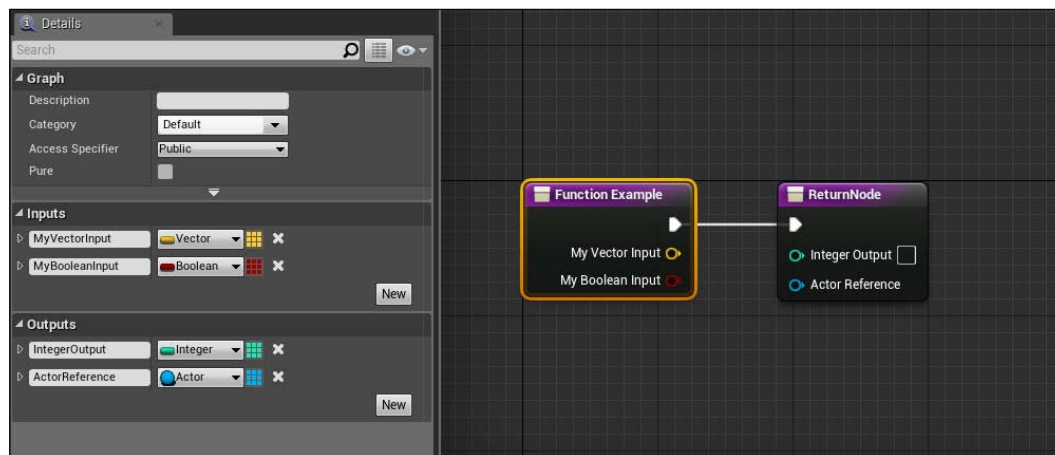 Details
Search
Graph
Description
Category Default
Access Specifier Public
Pure
Inputs
MyVectorInput Vector
MyBooleanInput Boolean
New
Outputs
IntegerOutput Integer
ActorReference Actor
New
Function Example
My Vector Input
My Boolean Input
ReturnNode
Integer Output
Actor Reference